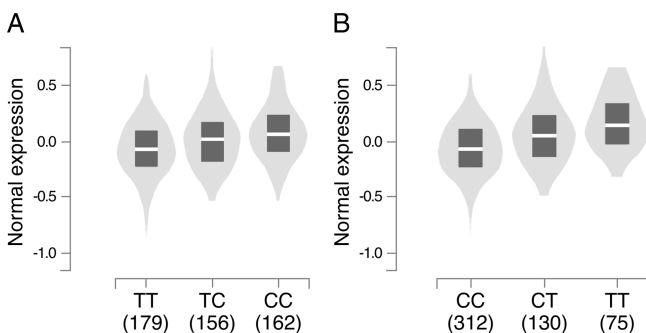 A
Normal expression
0.5
0.0
-0.5
-1.0
TT TC CC
(179) (156) (162)
B
Normal expression
0.5
0.0
-0.5
-1.0
CC CT TT
(312) (130) (75)